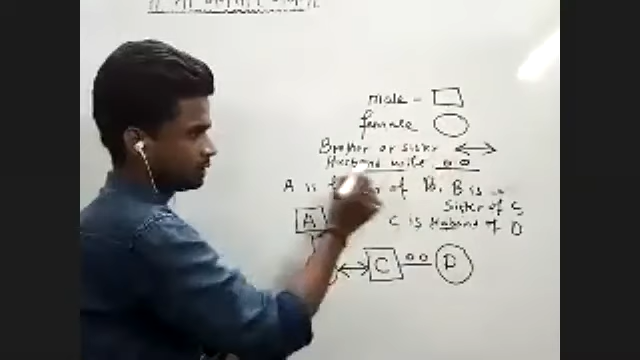 male -
female
Brother or sister
Husband wife
A is of B. B is
Sister of C
C is Husband of D
A
C D